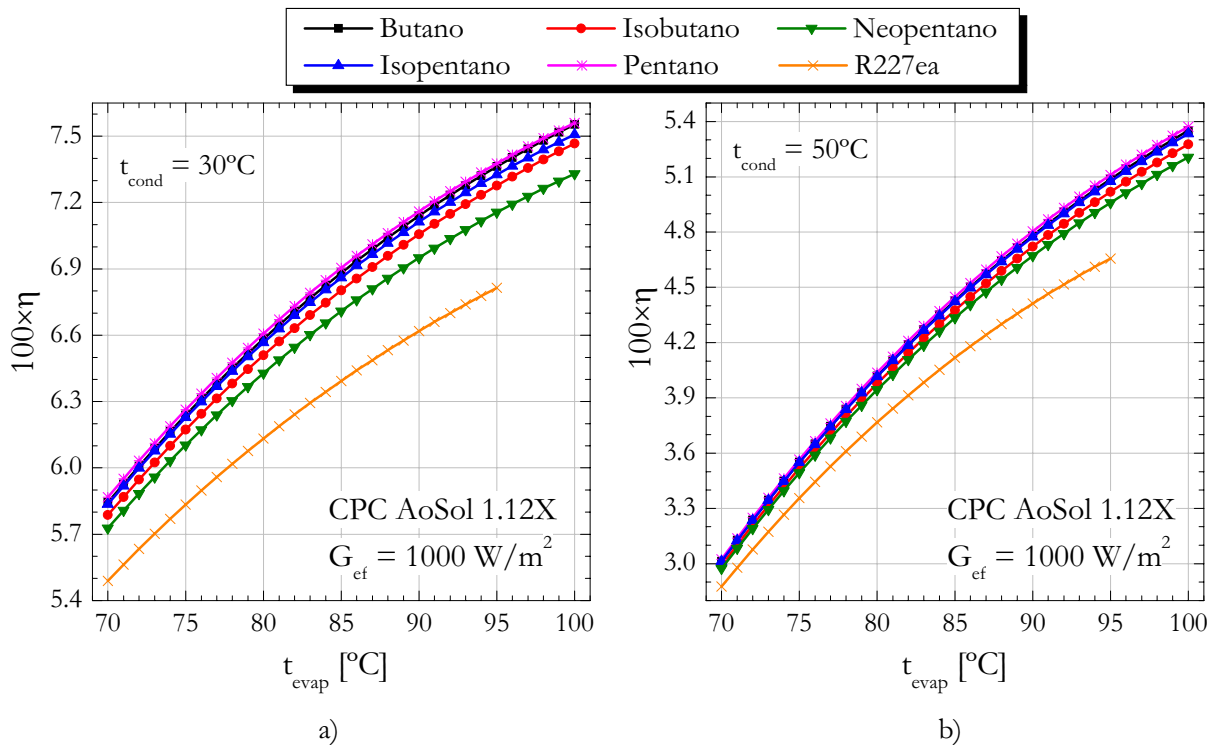 Butano Isobutano Neopentano
Isopentano Pentano R227ea
7.5
7.2
6.9
6.6
6.3
6.0
5.7
5.4
100×η
t_cond = 30ºC
CPC AoSol 1.12X
G_ef = 1000 W/m²
70 75 80 85 90 95 100
t_evap [ºC]
a)
5.4
5.1
4.8
4.5
4.2
3.9
3.6
3.3
3.0
100×η
t_cond = 50ºC
CPC AoSol 1.12X
G_ef = 1000 W/m²
70 75 80 85 90 95 100
t_evap [ºC]
b)